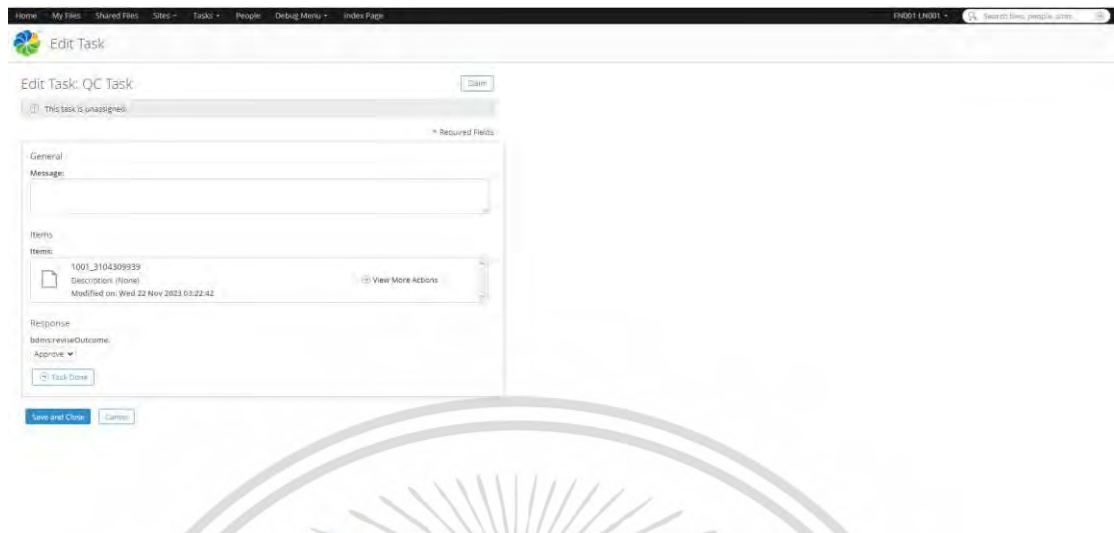 Home My Files Shared Files Sites Tasks People Debug Menu Index Page FN001 LN001 Search files, people, sites
Edit Task
Edit Task: QC Task Claim
This task is unassigned.
* Required Fields
General
Message:
Items
Items:
1001_3104309939
Description: (None)
View More Actions
Modified on: Wed 22 Nov 2023 03:22:42
Response
bdms:reviseOutcome:
Approve
Task Done
Save and Close Cancel